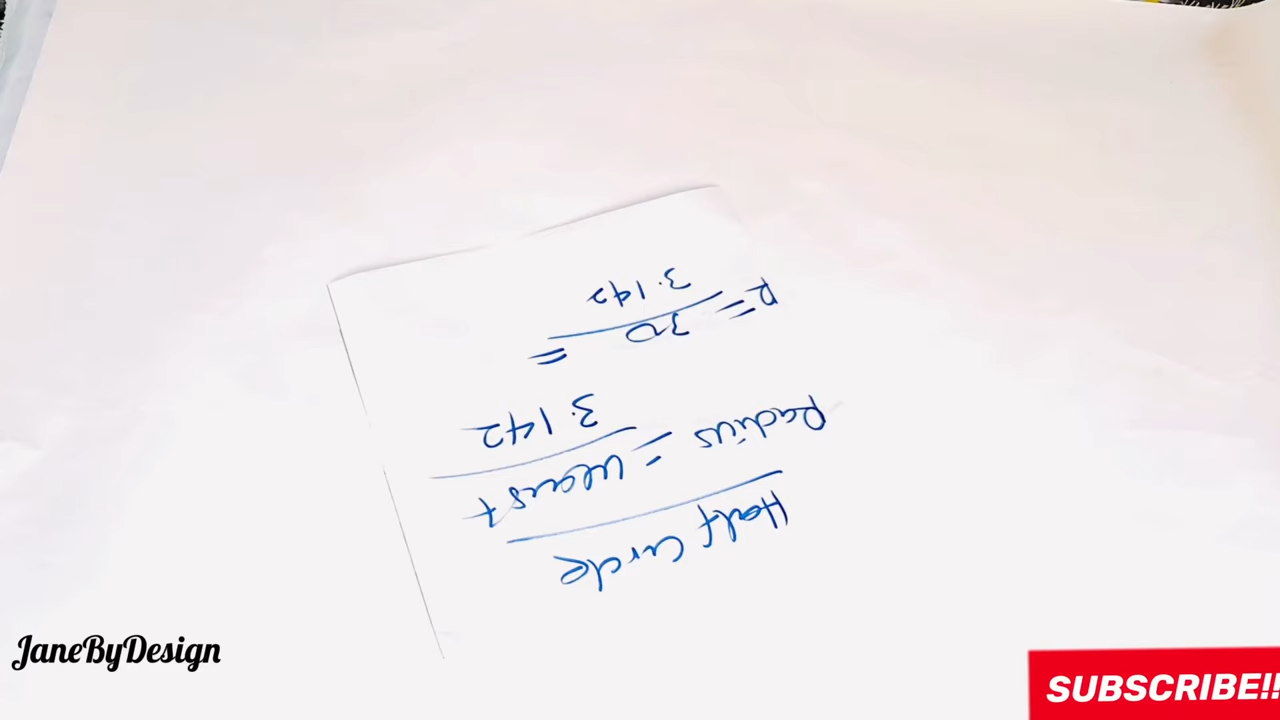 Half Circle
Radius = waist
3.142
R = 30 =
3.142
JaneByDesign
SUBSCRIBE!!